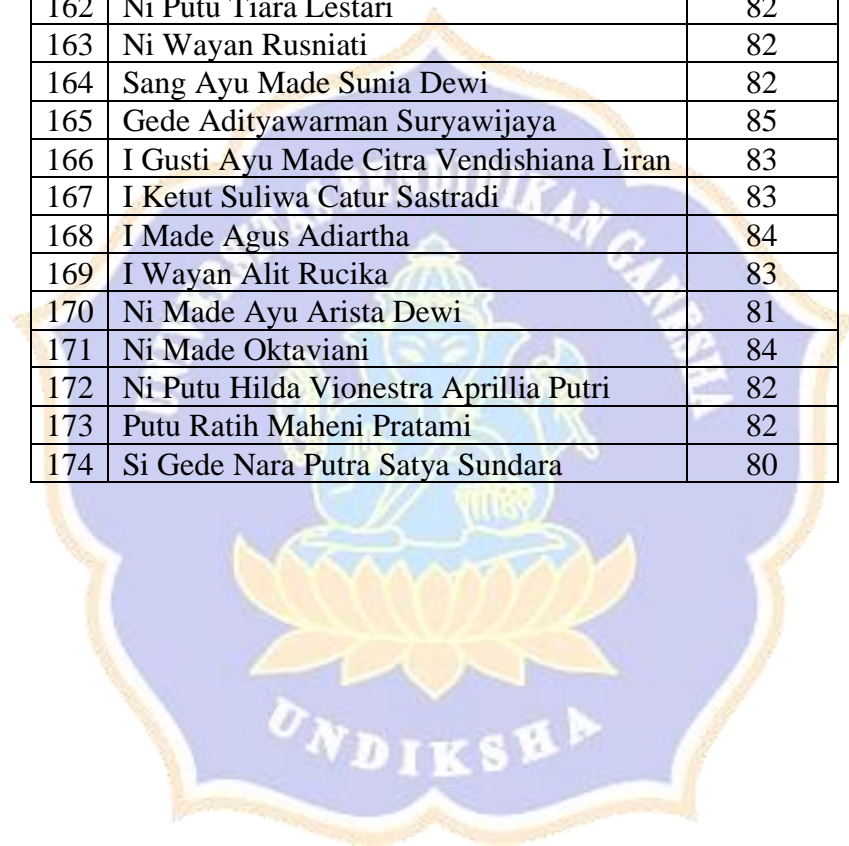 162 Ni Putu Tiara Lestari 82
163 Ni Wayan Rusniati 82
164 Sang Ayu Made Sunia Dewi 82
165 Gede Adityawarman Suryawijaya 85
166 I Gusti Ayu Made Citra Vendishiana Liran 83
167 I Ketut Suliwa Catur Sastradi 83
168 I Made Agus Adiartha 84
169 I Wayan Alit Rucika 83
170 Ni Made Ayu Arista Dewi 81
171 Ni Made Oktaviani 84
172 Ni Putu Hilda Vionestra Aprillia Putri 82
173 Putu Ratih Maheni Pratami 82
174 Si Gede Nara Putra Satya Sundara 80
UNIVERSITAS PENDIDIKAN GANESHA
UNDIKSHA